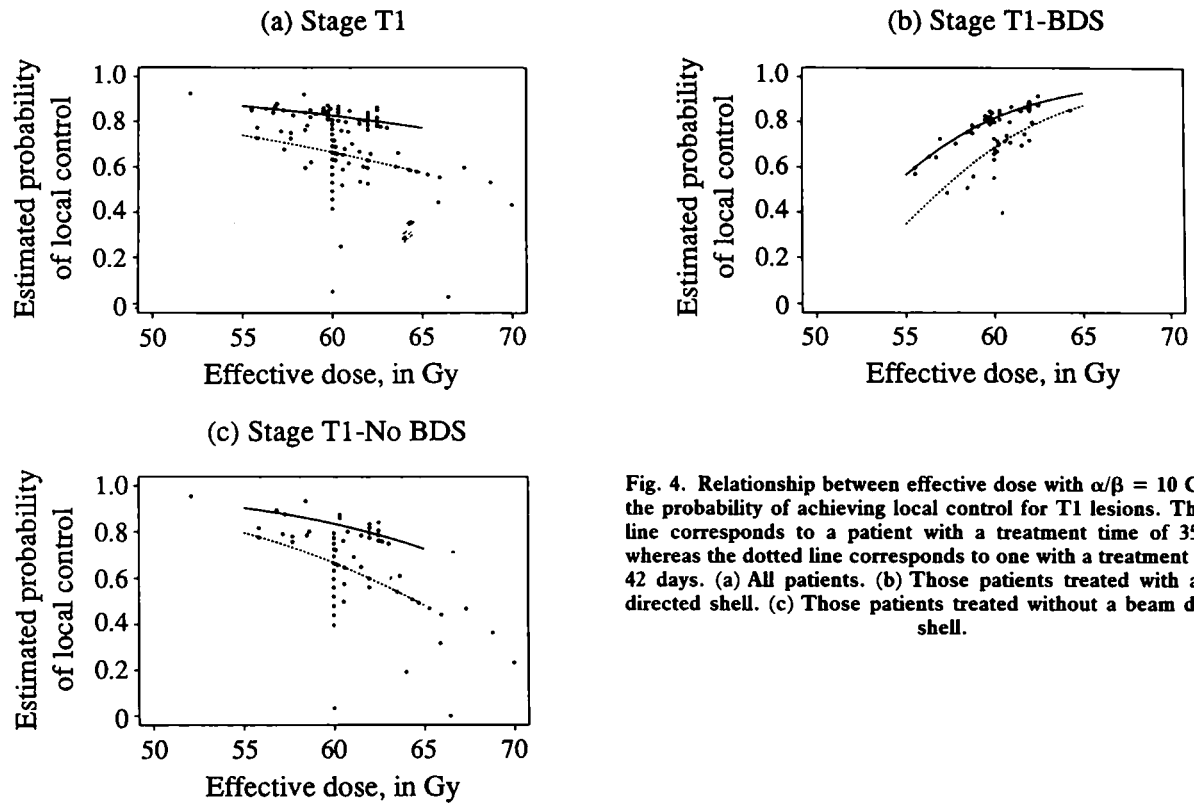 (a) Stage T1
Estimated probability
of local control
1.0
0.8
0.6
0.4
0.2
0
50 55 60 65 70
Effective dose, in Gy
(b) Stage T1-BDS
Estimated probability
of local control
1.0
0.8
0.6
0.4
0.2
0
50 55 60 65 70
Effective dose, in Gy
(c) Stage T1-No BDS
Estimated probability
of local control
1.0
0.8
0.6
0.4
0.2
0
50 55 60 65 70
Effective dose, in Gy
Fig. 4. Relationship between effective dose with α/β = 10
the probability of achieving local control for T1 lesions.
line corresponds to a patient with a treatment time of 35
whereas the dotted line corresponds to one with a treatment
42 days. (a) All patients. (b) Those patients treated with a
directed shell. (c) Those patients treated without a beam
shell.